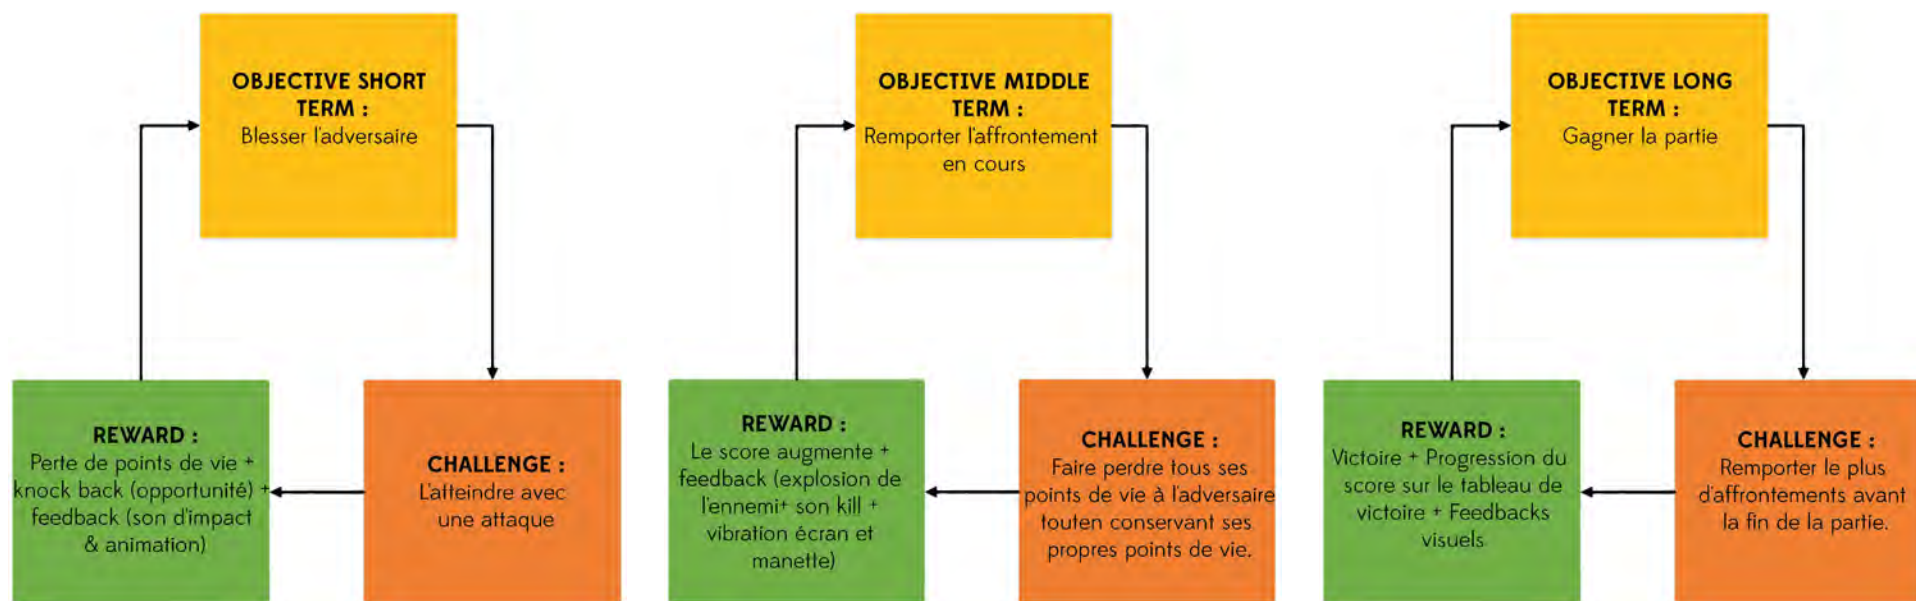 OBJECTIVE SHORT
TERM :
Blesser l'adversaire
REWARD :
Perte de points de vie +
knock back (opportunité) +
feedback (son d'impact
& animation)
CHALLENGE :
L'atteindre avec
une attaque
OBJECTIVE MIDDLE
TERM :
Remporter l'affrontement
en cours
REWARD :
Le score augmente +
feedback (explosion de
l'ennemi+ son kill +
vibration écran et
manette)
CHALLENGE :
Faire perdre tous ses
points de vie à l'adversaire
touten conservant ses
propres points de vie.
OBJECTIVE LONG
TERM :
Gagner la partie
REWARD :
Victoire + Progression du
score sur le tableau de
victoire + Feedbacks
visuels
CHALLENGE :
Remporter le plus
d'affrontements avant
la fin de la partie.